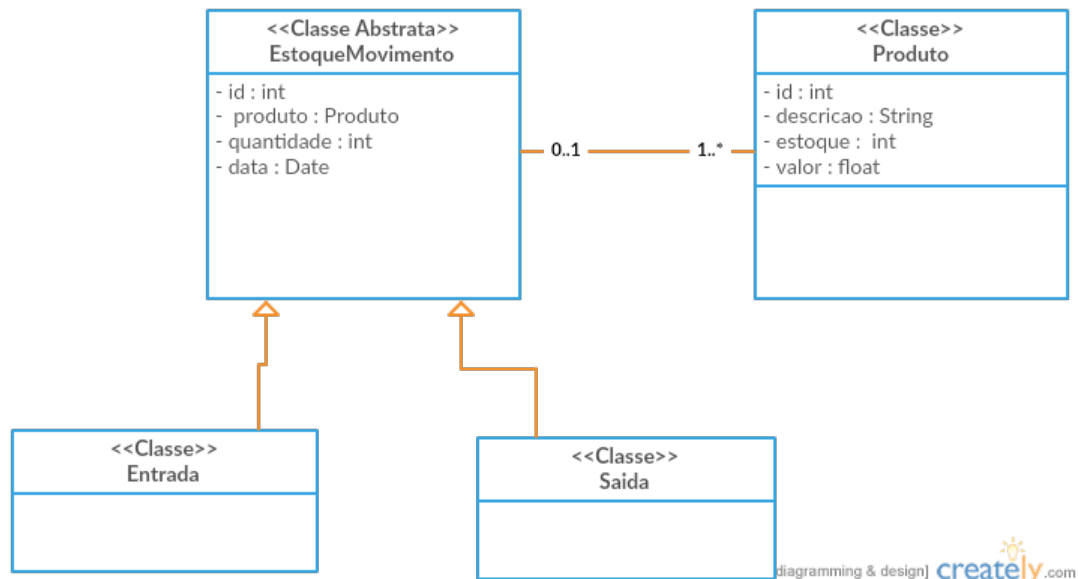 <<Classe Abstrata>>
EstoqueMovimento
- id : int
-  produto : Produto
- quantidade : int
- data : Date
0..1
1..*
<<Classe>>
Produto
- id : int
- descricao : String
- estoque :  int
- valor : float
<<Classe>>
Entrada
<<Classe>>
Saida
diagramming & design] creately.com